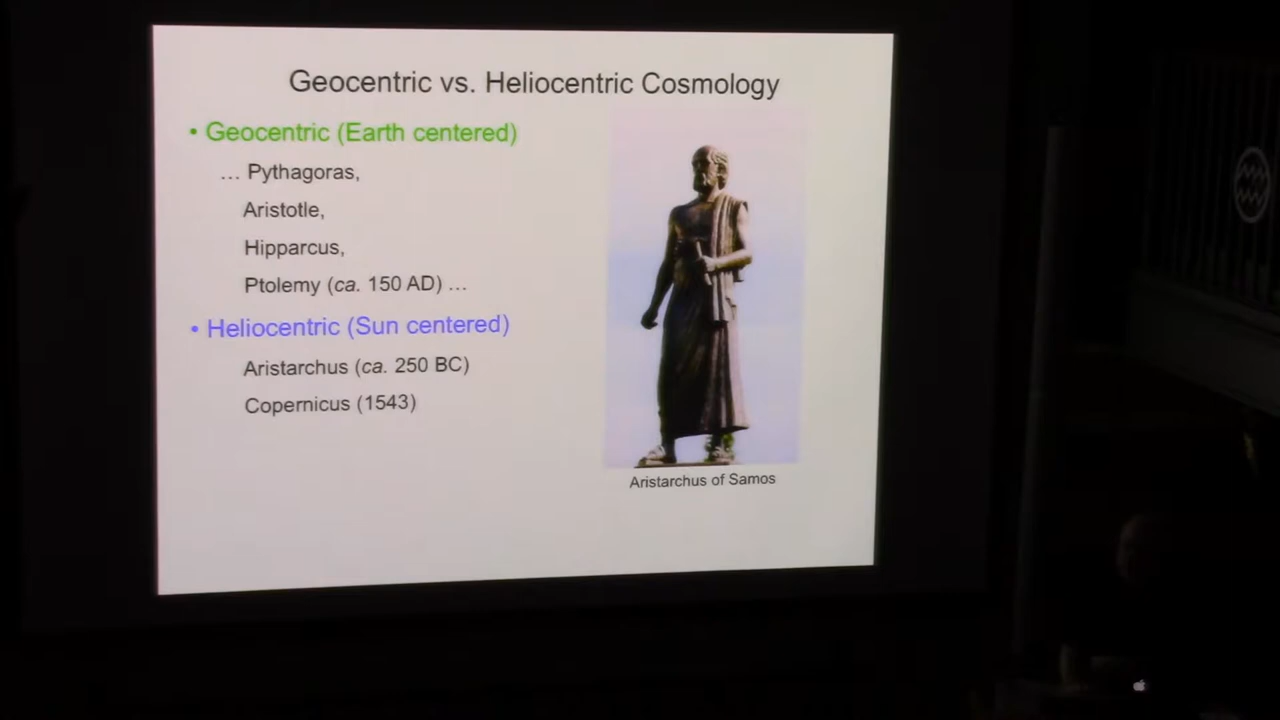 Geocentric vs. Heliocentric Cosmology
• Geocentric (Earth centered)
… Pythagoras,
Aristotle,
Hipparcus,
Ptolemy (ca. 150 AD) …
• Heliocentric (Sun centered)
Aristarchus (ca. 250 BC)
Copernicus (1543)
Aristarchus of Samos